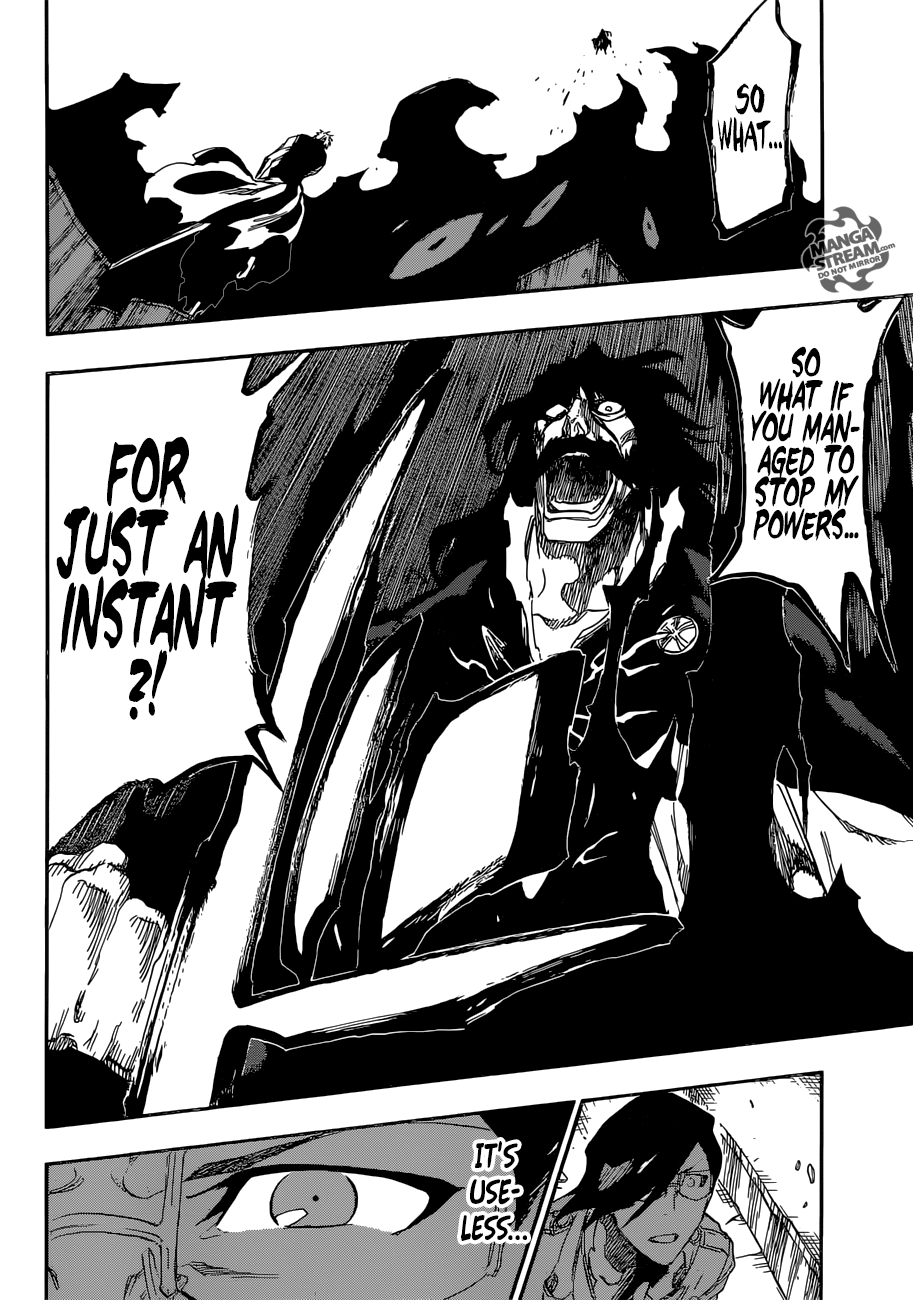 SO
WHAT...
MANGA
STREAM.com
DO NOT MIRROR
SO
WHAT IF
YOU MAN-
AGED TO
STOP MY
POWERS...
FOR
JUST AN
INSTANT
?!
IT'S
USE-
LESS...